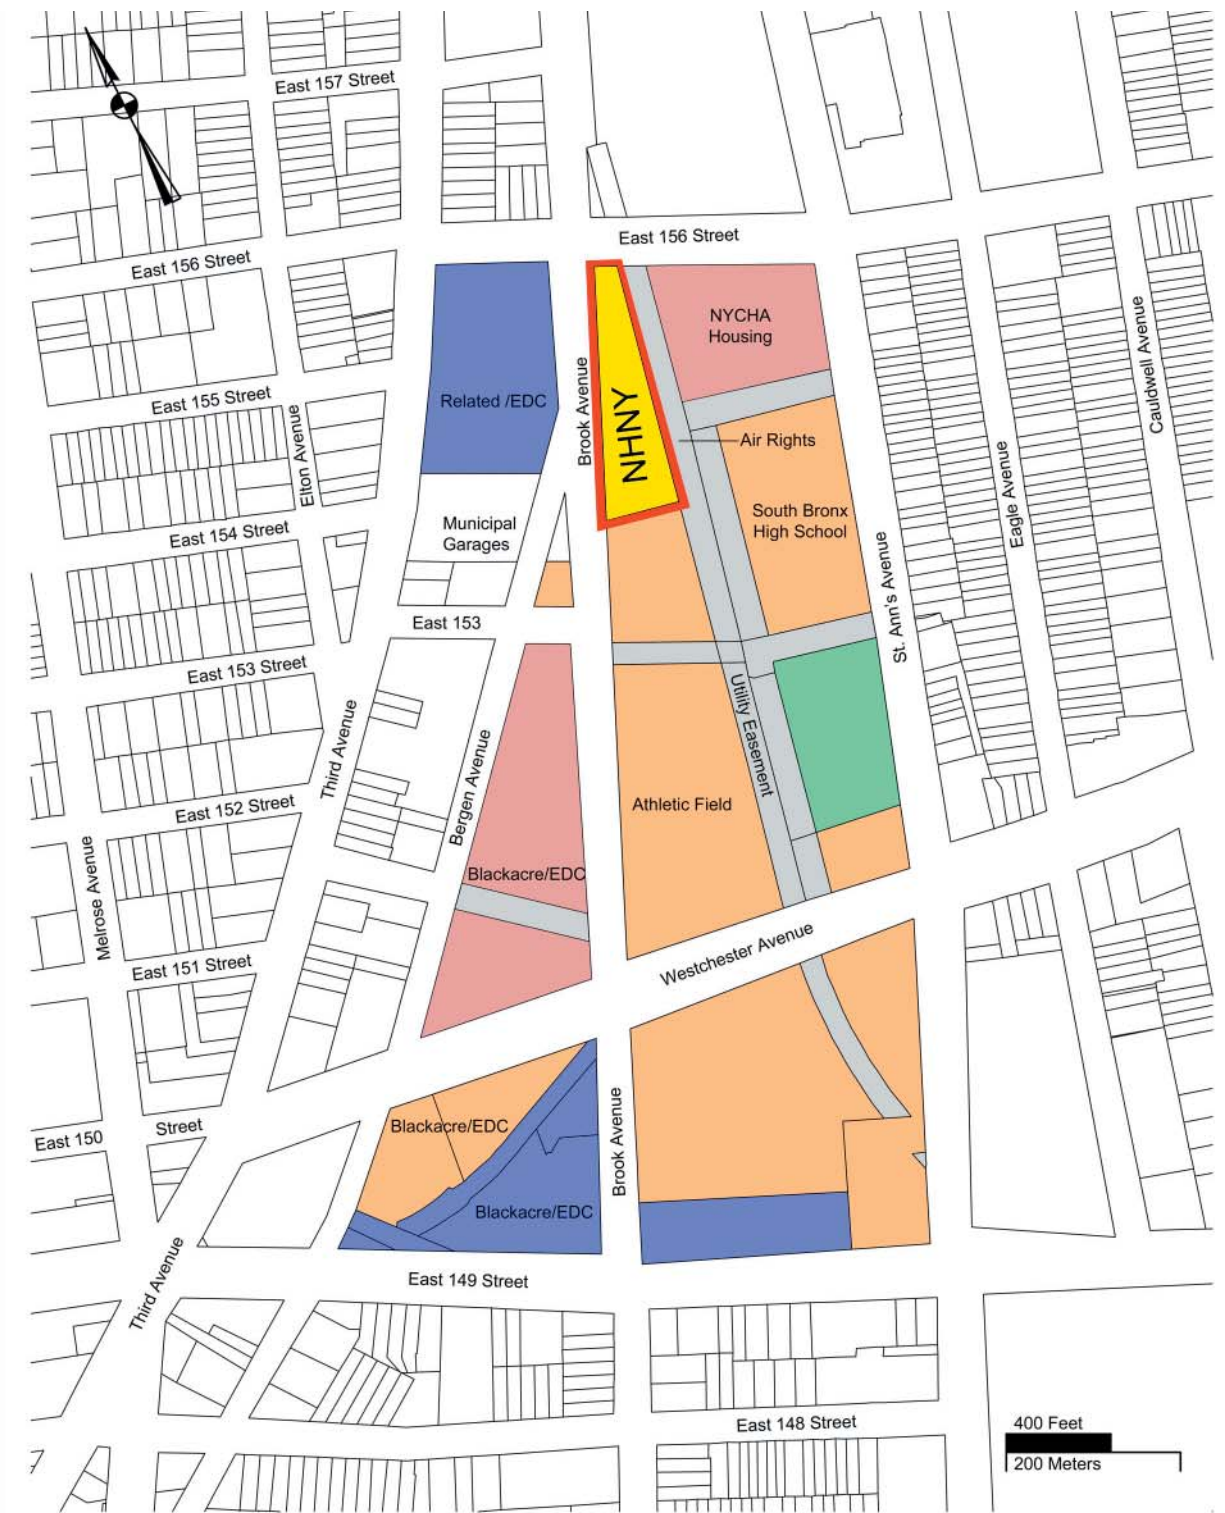 East 157 Street
East 156 Street
East 156 Street
NYCHA
Housing
Cauldwell Avenue
Related /EDC
Brook Avenue
NHNY
East 155 Street
Elton Avenue
Air Rights
Eagle Avenue
Municipal
Garages
South Bronx
High School
East 154 Street
St. Ann's Avenue
East 153
East 153 Street
Utility Easement
Third Avenue
Bergen Avenue
East 152 Street
Athletic Field
Melrose Avenue
Blackacre/EDC
Westchester Avenue
East 151 Street
Blackacre/EDC
East 150
Street
Brook Avenue
Blackacre/EDC
Third Avenue
East 149 Street
East 148 Street
400 Feet
200 Meters